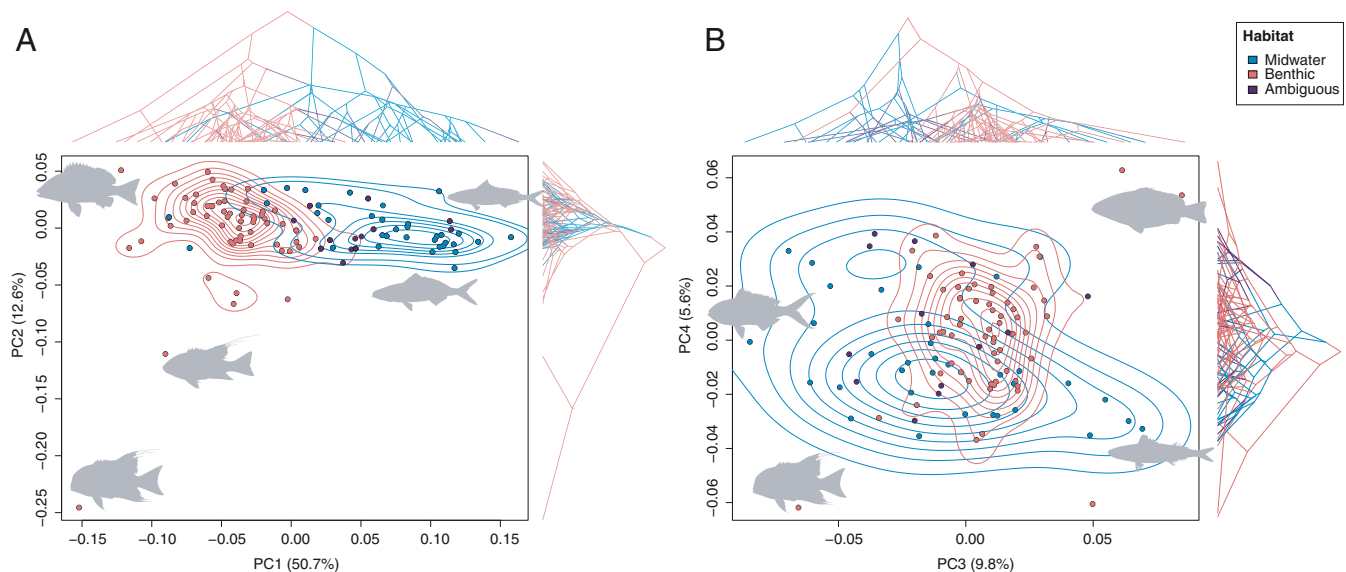 A
B
Habitat
Midwater
Benthic
Ambiguous
PC2 (12.6%)
0.05
0.00
−0.05
−0.10
−0.15
−0.20
−0.25
−0.15
−0.10
−0.05
0.00
0.05
0.10
0.15
PC1 (50.7%)
PC4 (5.6%)
0.06
0.04
0.02
0.00
−0.02
−0.04
−0.06
−0.05
0.00
0.05
PC3 (9.8%)